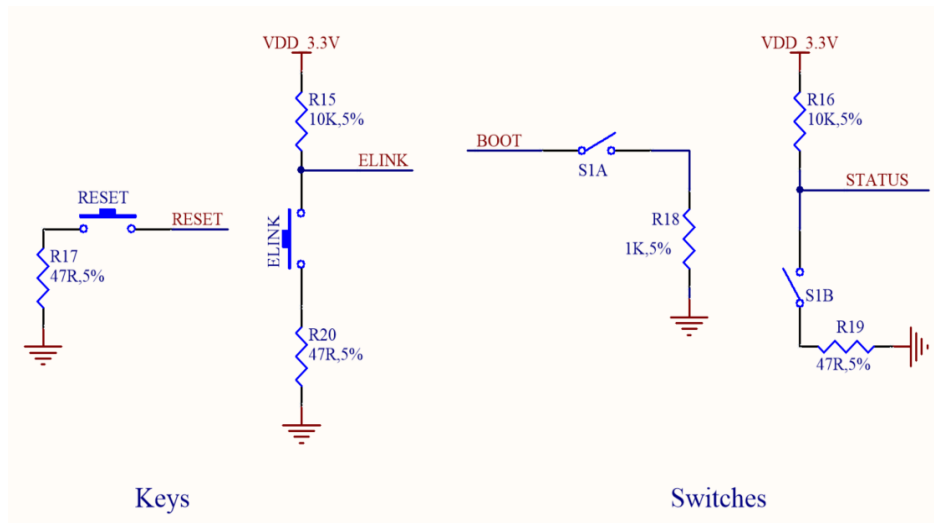 VDD_3.3V
R15
10K,5%
ELINK
ELINK
R20
47R,5%
RESET
RESET
R17
47R,5%
BOOT
S1A
R18
1K,5%
VDD_3.3V
R16
10K,5%
STATUS
S1B
R19
47R,5%
Keys
Switches